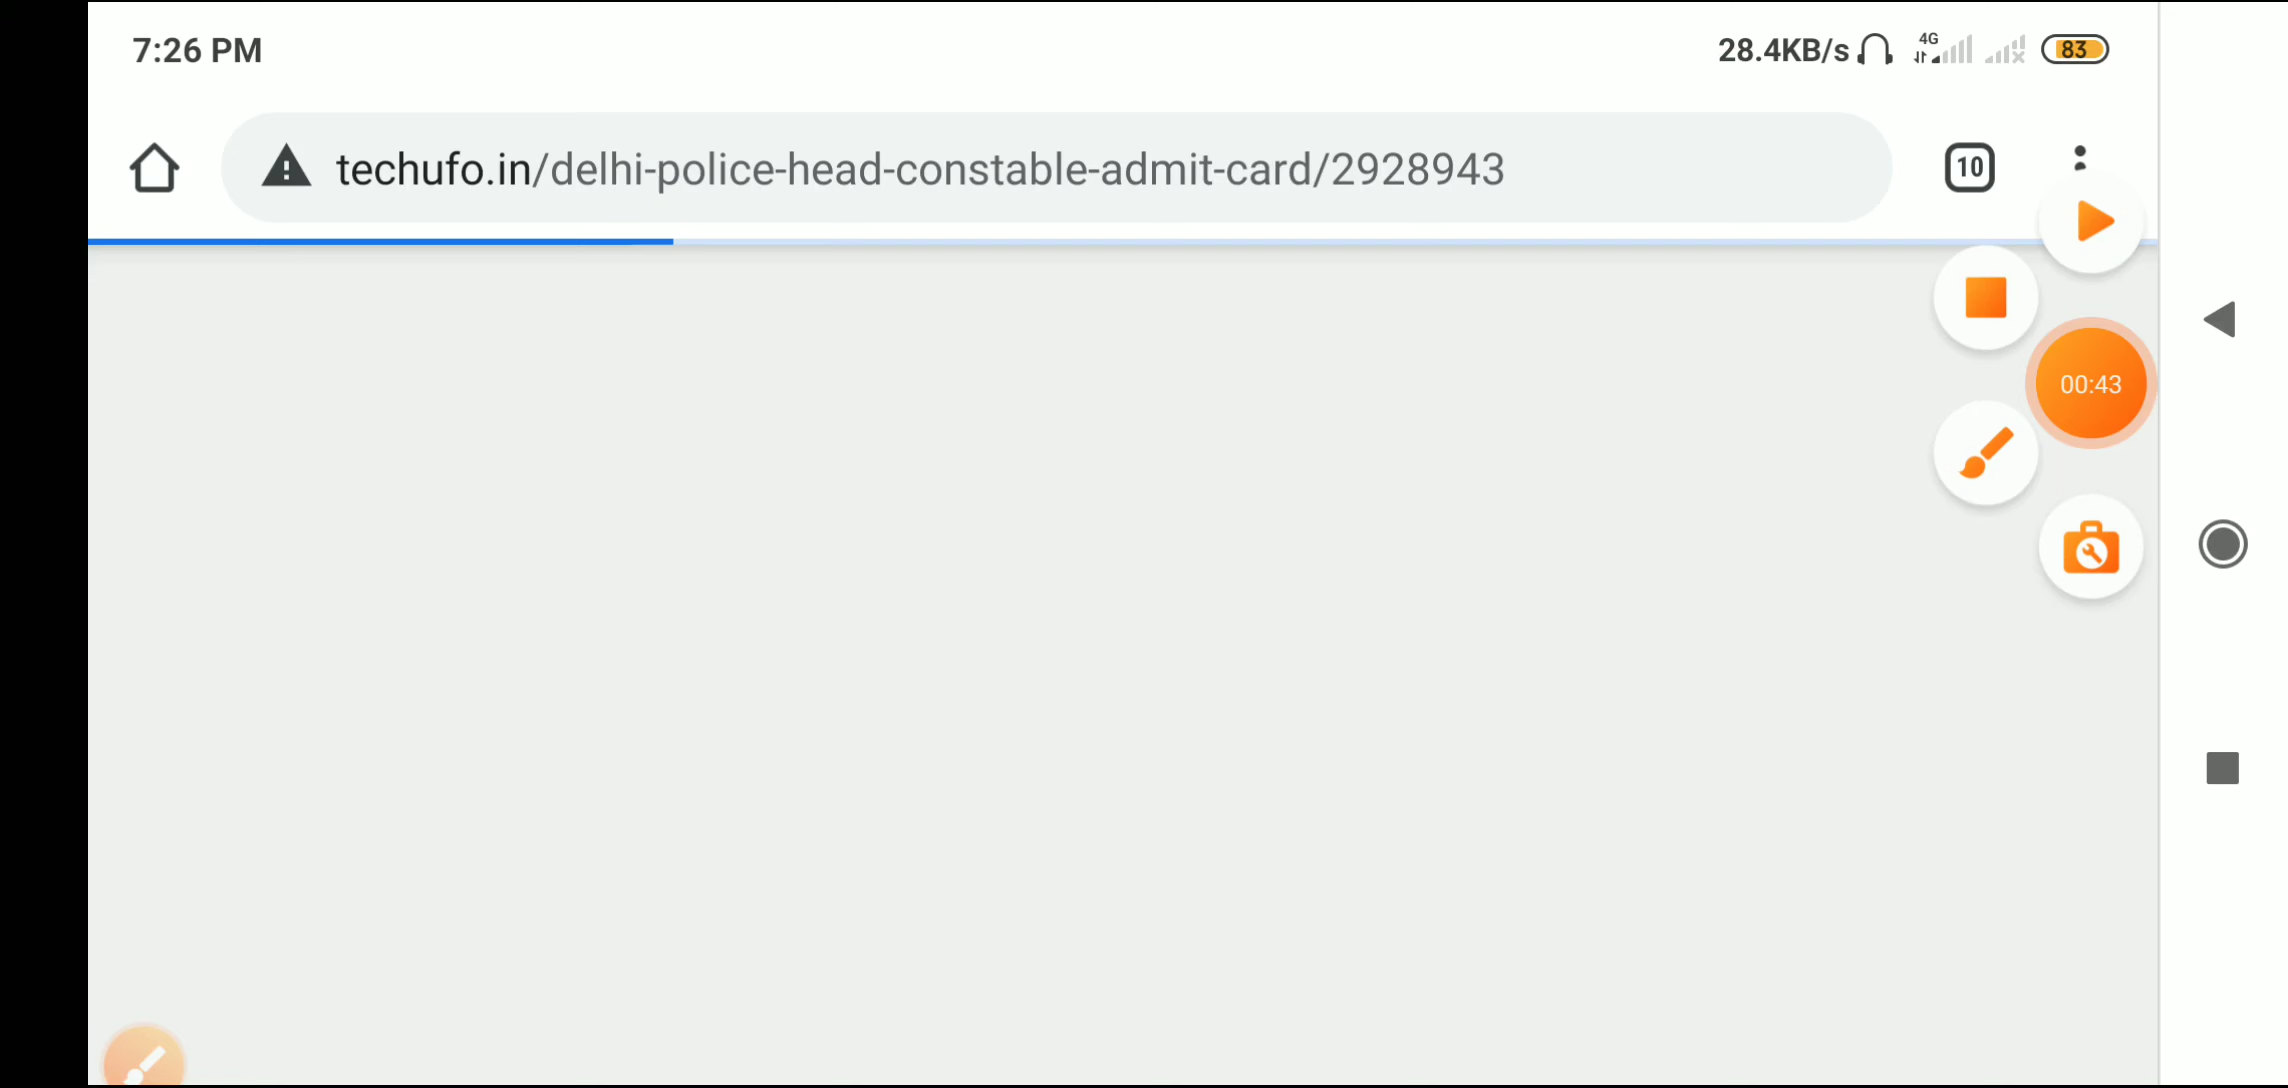 7:26 PM
28.4KB/s 4G 83
techufo.in/delhi-police-head-constable-admit-card/2928943
10
00:43